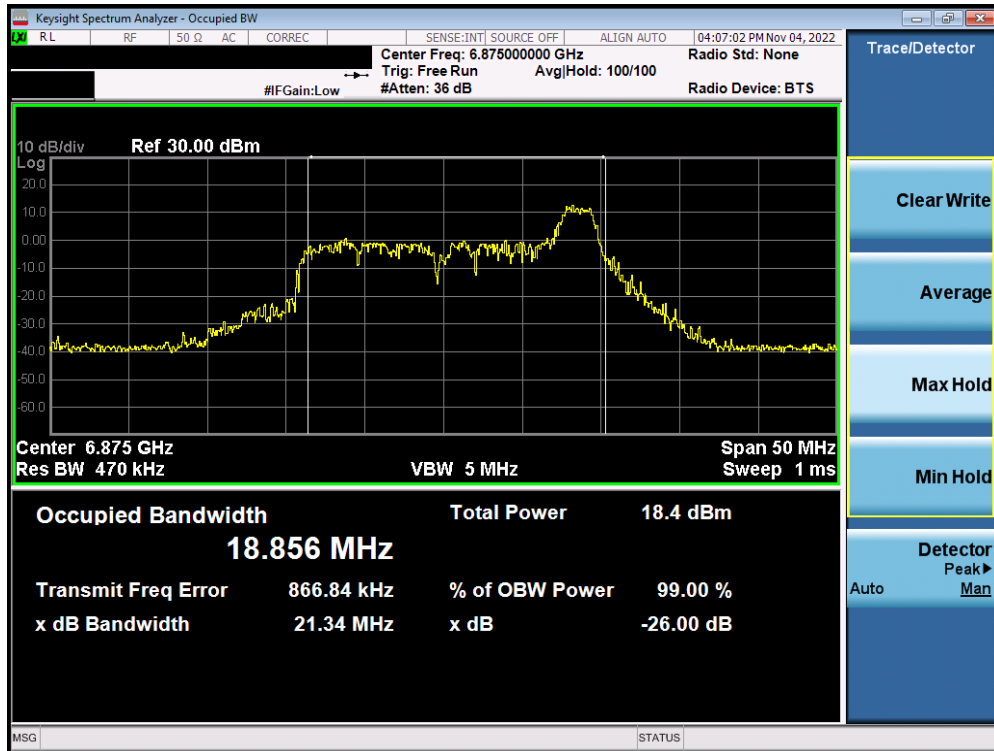 Keysight Spectrum Analyzer - Occupied BW
LXI RL RF 50 Ω AC CORREC SENSE:INT SOURCE OFF ALIGN AUTO 04:07:02 PM Nov 04, 2022
Center Freq: 6.875000000 GHz Radio Std: None
Trig: Free Run Avg|Hold: 100/100
#IFGain:Low #Atten: 36 dB Radio Device: BTS
10 dB/div Ref 30.00 dBm
Log
20.0
10.0
0.00
-10.0
-20.0
-30.0
-40.0
-50.0
-60.0
Center 6.875 GHz Span 50 MHz
Res BW 470 kHz VBW 5 MHz Sweep 1 ms
Occupied Bandwidth Total Power 18.4 dBm
18.856 MHz
Transmit Freq Error 866.84 kHz % of OBW Power 99.00 %
x dB Bandwidth 21.34 MHz x dB -26.00 dB
MSG STATUS
Trace/Detector
Clear Write
Average
Max Hold
Min Hold
Detector
Peak▶
Auto Man